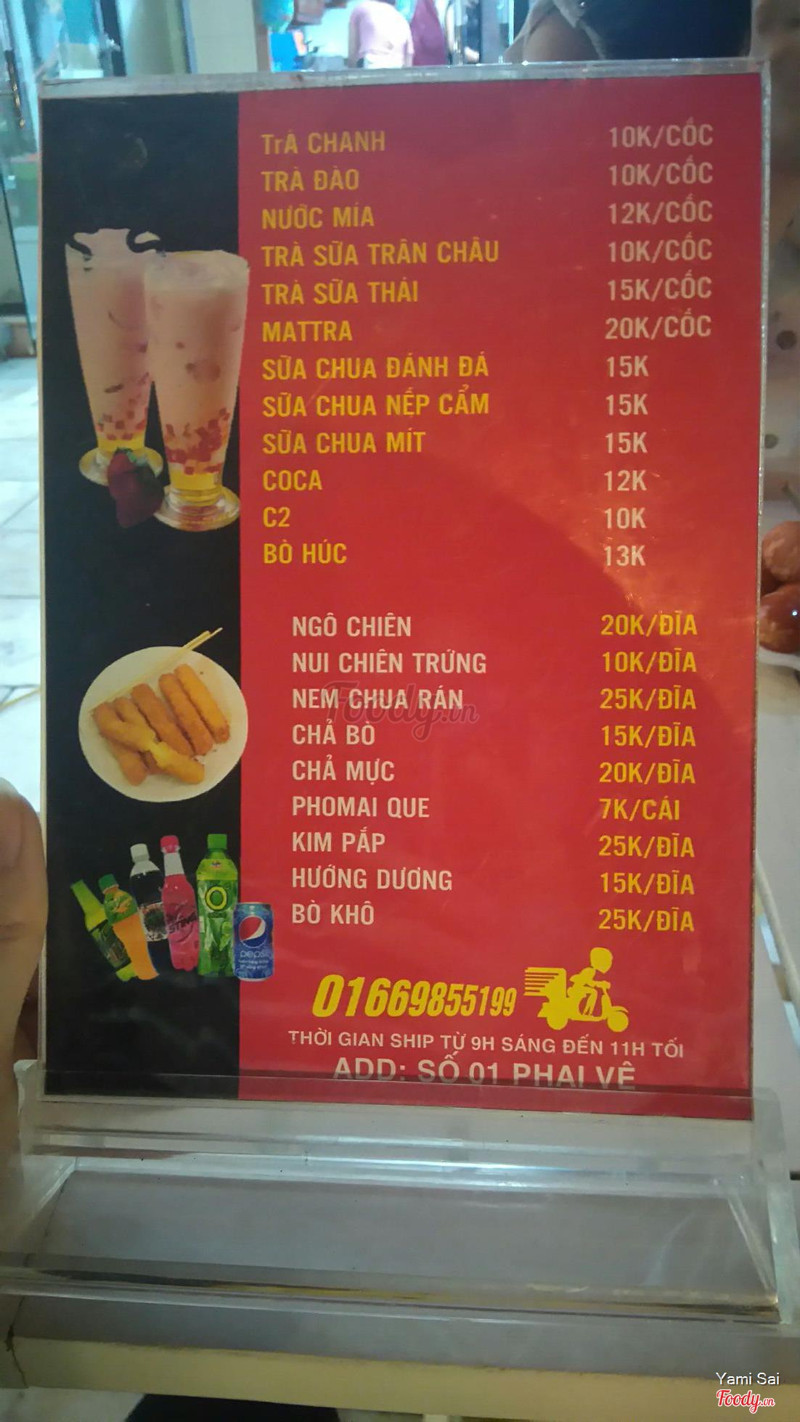 TrÀ CHANH 10K/CỐC
TRÀ ĐÀO 10K/CỐC
NƯỚC MÍA 12K/CỐC
TRÀ SỮA TRÂN CHÂU 10K/CỐC
TRÀ SỮA THÁI 15K/CỐC
MATTRA 20K/CỐC
SỮA CHUA ĐÁNH ĐÁ 15K
SỮA CHUA NẾP CẨM 15K
SỮA CHUA MÍT 15K
COCA 12K
C2 10K
BÒ HÚC 13K
NGÔ CHIÊN 20K/ĐĨA
NUI CHIÊN TRỨNG 10K/ĐĨA
NEM CHUA RÁN 25K/ĐĨA
Foody.vn
CHẢ BÒ 15K/ĐĨA
CHẢ MỰC 20K/ĐĨA
PHOMAI QUE 7K/CÁI
KIM PẮP 25K/ĐĨA
HƯỚNG DƯƠNG 15K/ĐĨA
BÒ KHÔ 25K/ĐĨA
pepsi
01669855199
THỜI GIAN SHIP TỪ 9H SÁNG ĐẾN 11H TỐI
ADD: SỐ 01 PHAI VỆ
Yami Sai
Foody.vn